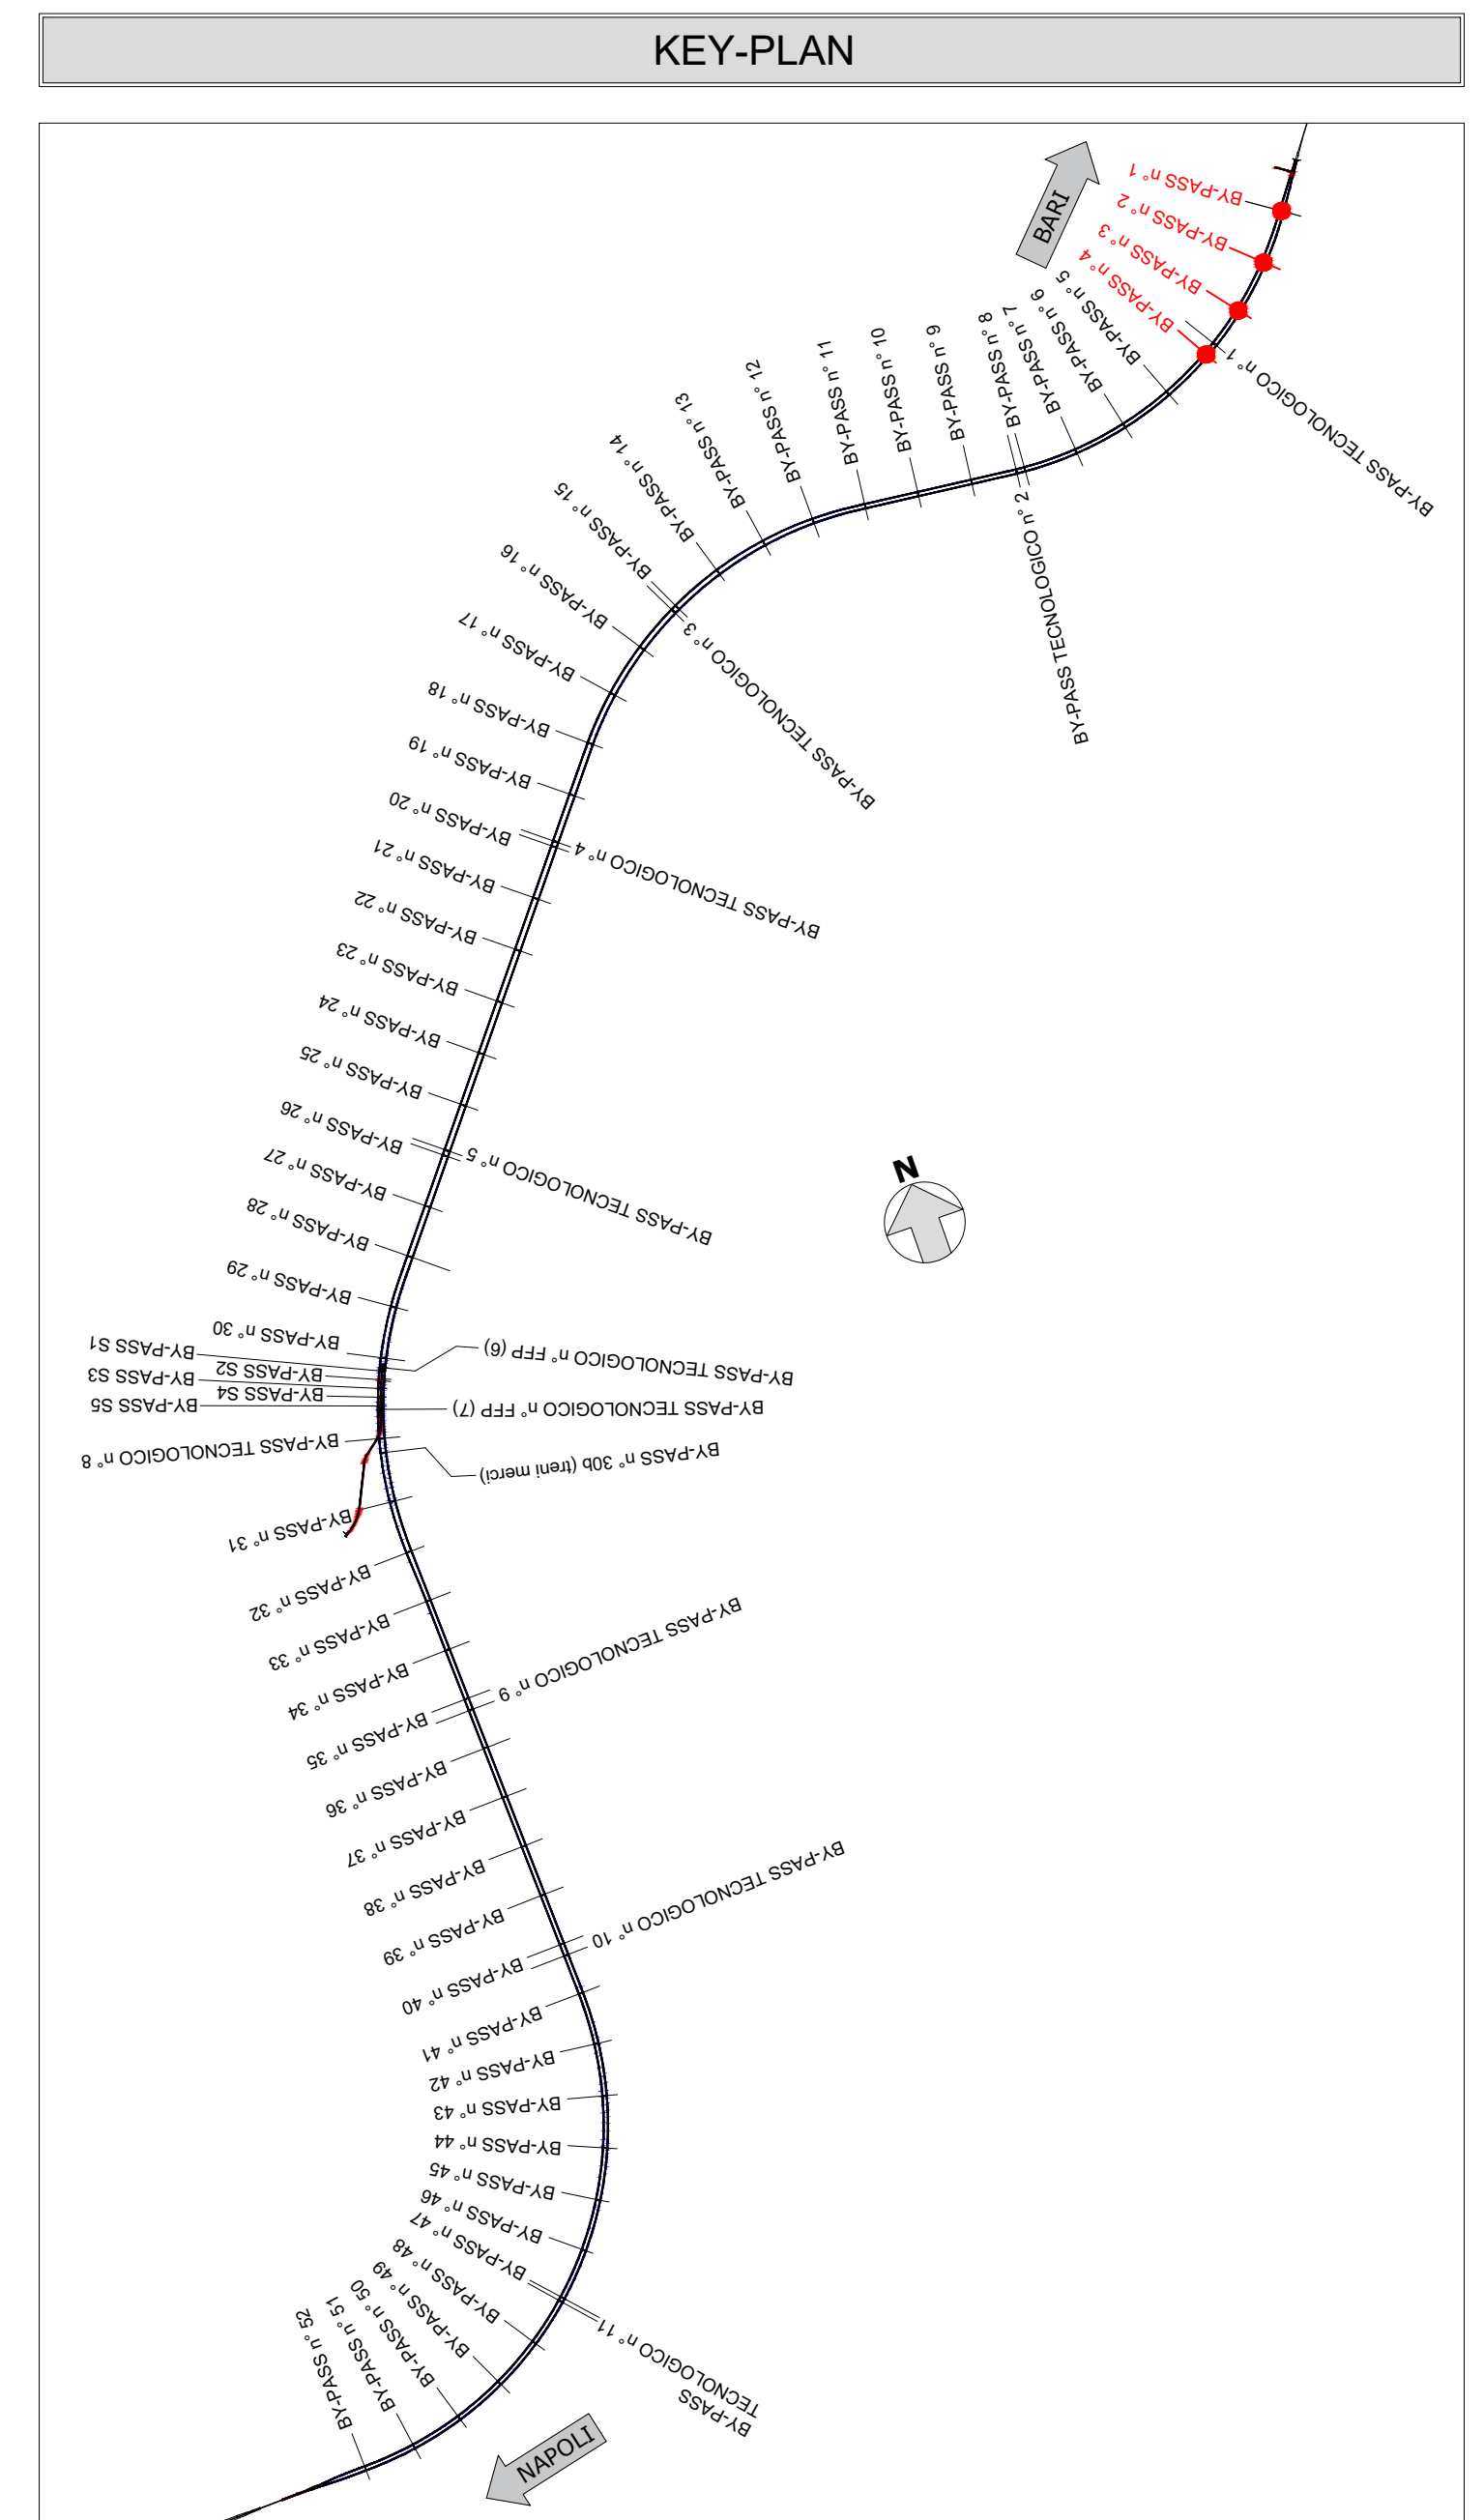 KEY-PLAN
BARI
BY-PASS n° 1
BY-PASS n° 2
BY-PASS n° 3
BY-PASS n° 4
BY-PASS TECNOLOGICO n° 1
BY-PASS n° 5
BY-PASS n° 6
BY-PASS n° 7
BY-PASS n° 8
BY-PASS TECNOLOGICO n° 2
BY-PASS n° 9
BY-PASS n° 10
BY-PASS n° 11
BY-PASS n° 12
BY-PASS n° 13
BY-PASS n° 14
BY-PASS n° 15
BY-PASS TECNOLOGICO n° 3
BY-PASS n° 16
BY-PASS n° 17
BY-PASS n° 18
BY-PASS n° 19
BY-PASS n° 20
BY-PASS TECNOLOGICO n° 4
BY-PASS n° 21
BY-PASS n° 22
BY-PASS n° 23
BY-PASS n° 24
BY-PASS n° 25
BY-PASS n° 26
BY-PASS TECNOLOGICO n° 5
N
BY-PASS n° 27
BY-PASS n° 28
BY-PASS n° 29
BY-PASS n° 30
BY-PASS S1
BY-PASS TECNOLOGICO n° FFP (6)
BY-PASS S2
BY-PASS S3
BY-PASS S4
BY-PASS S5
BY-PASS TECNOLOGICO n° FFP (7)
BY-PASS TECNOLOGICO n° 8
BY-PASS n° 30b (treni merci)
BY-PASS n° 31
BY-PASS n° 32
BY-PASS n° 33
BY-PASS n° 34
BY-PASS n° 35
BY-PASS TECNOLOGICO n° 9
BY-PASS n° 36
BY-PASS n° 37
BY-PASS n° 38
BY-PASS n° 39
BY-PASS n° 40
BY-PASS TECNOLOGICO n° 10
BY-PASS n° 41
BY-PASS n° 42
BY-PASS n° 43
BY-PASS n° 44
BY-PASS n° 45
BY-PASS n° 46
BY-PASS n° 47
BY-PASS
TECNOLOGICO n° 11
BY-PASS n° 48
BY-PASS n° 49
BY-PASS n° 50
BY-PASS n° 51
BY-PASS n° 52
NAPOLI